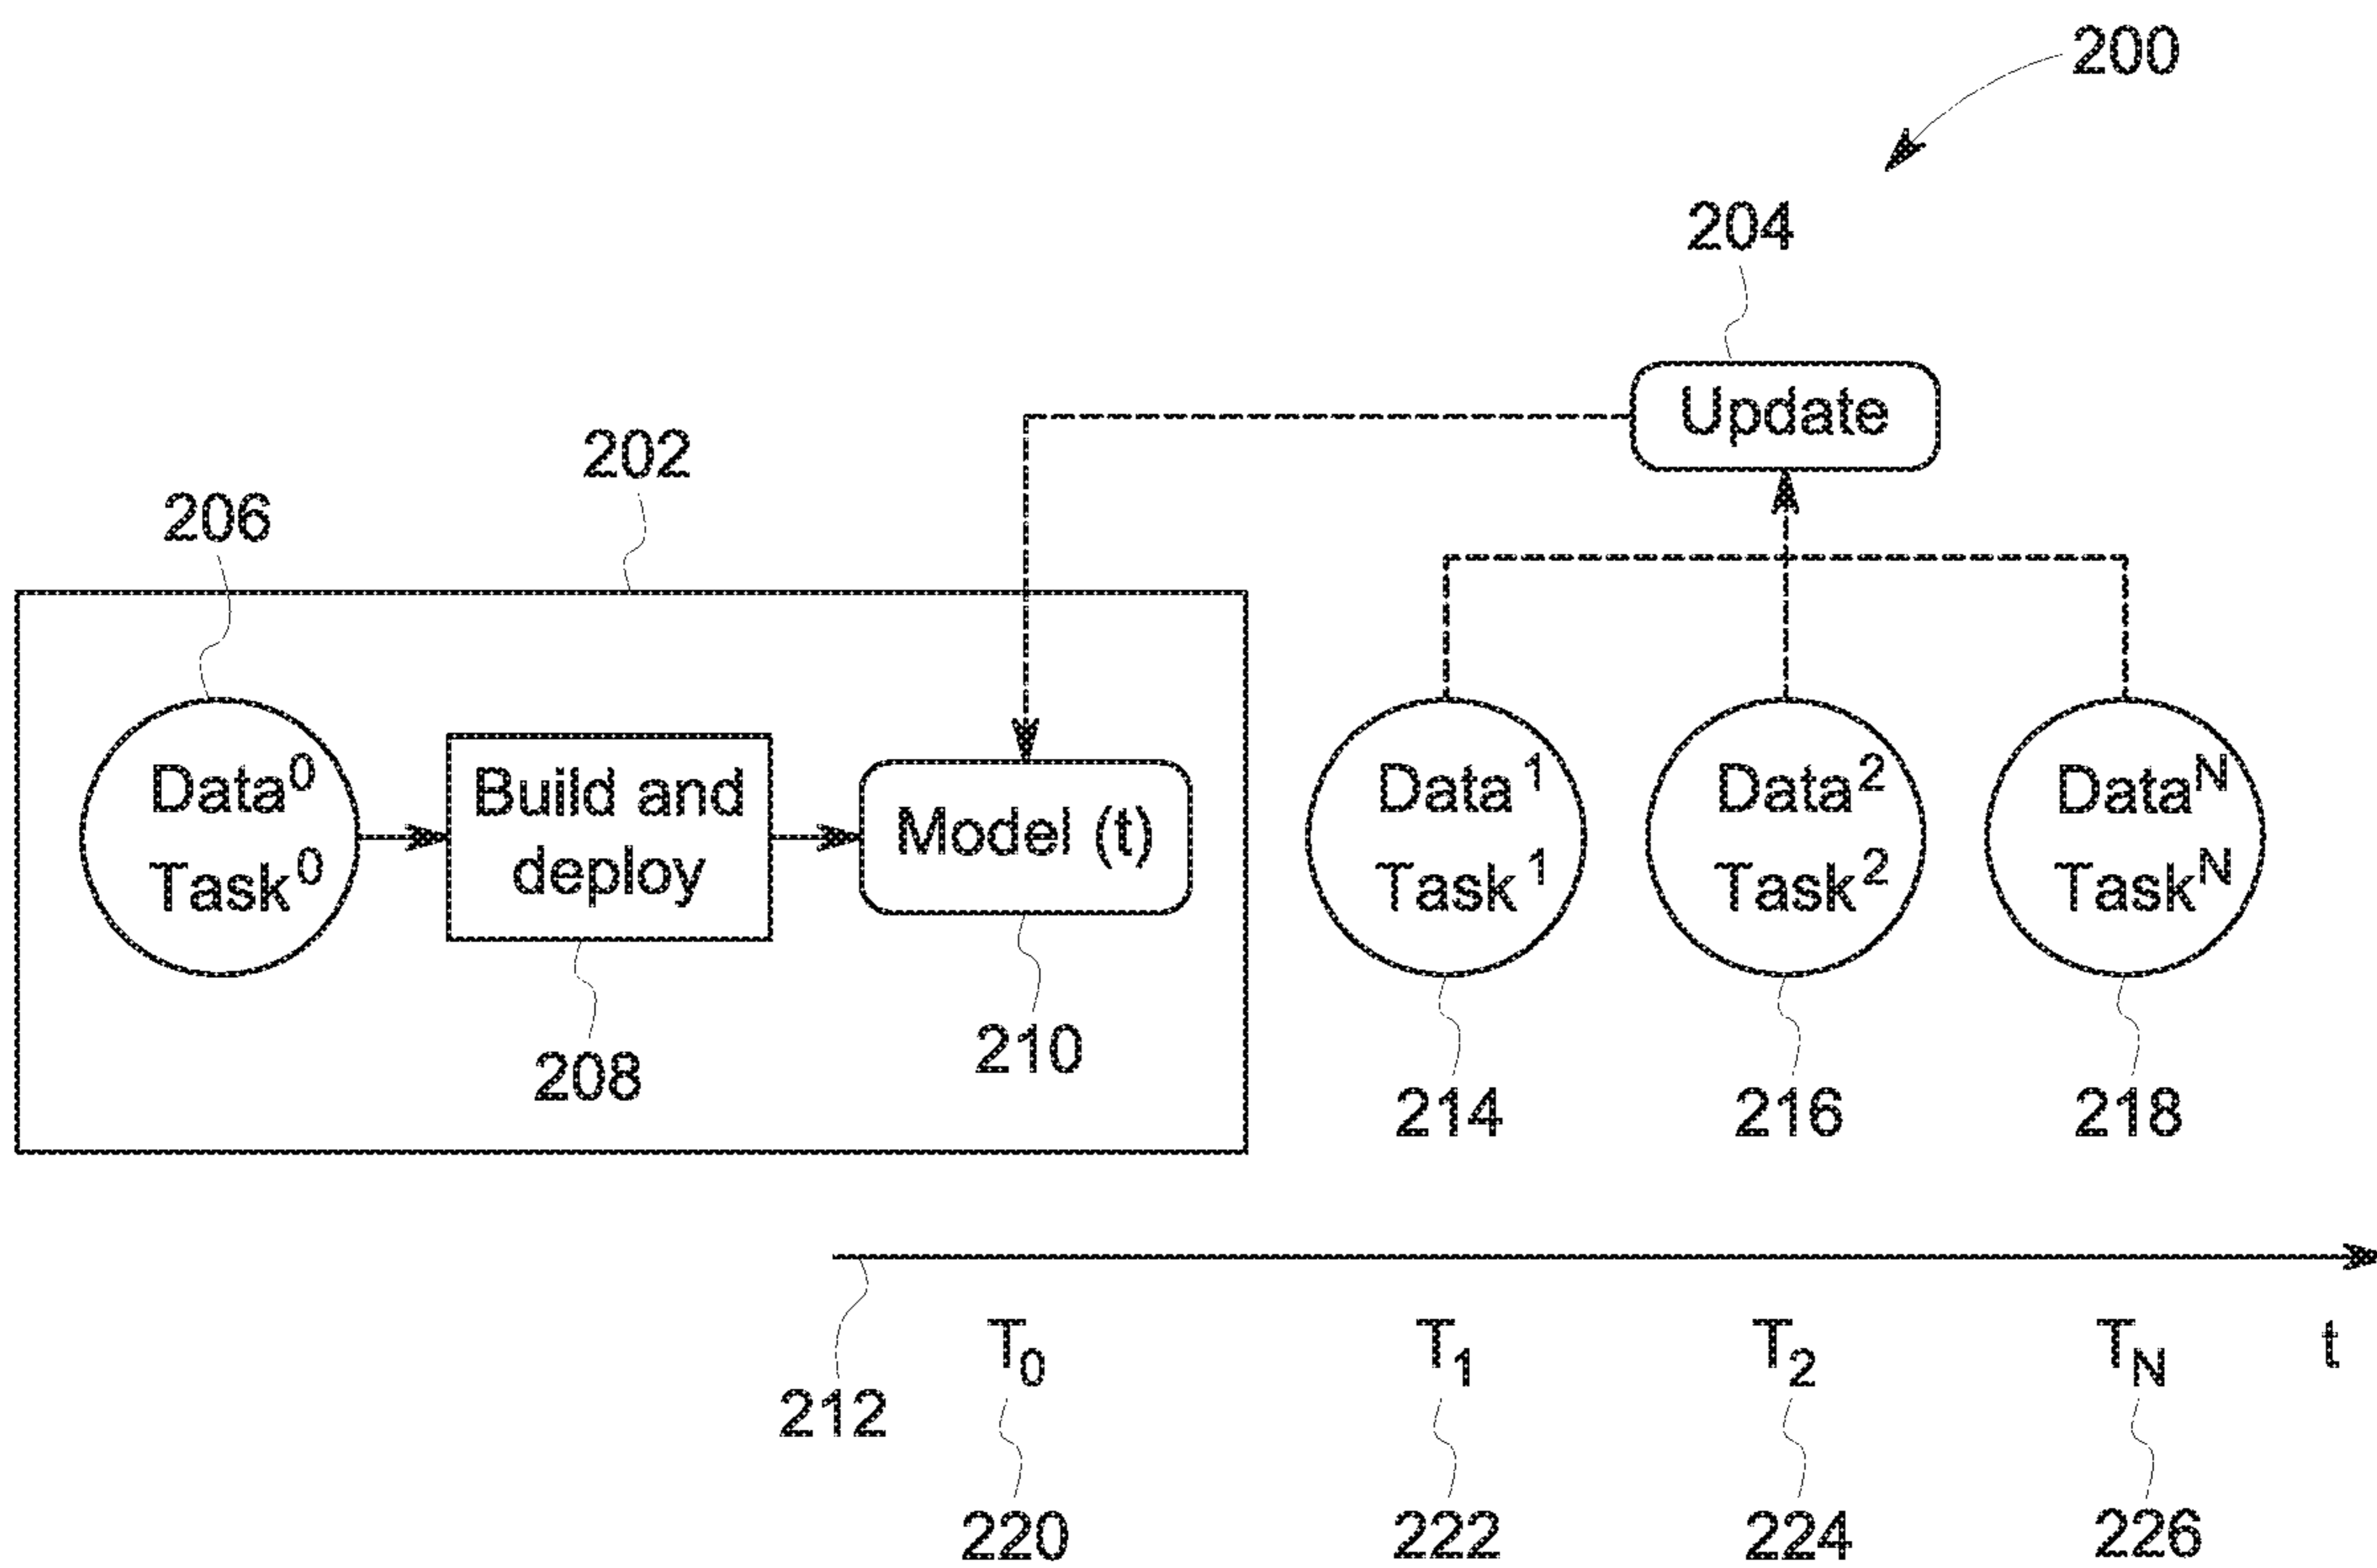 200
204
Update
202
206
Data⁰
Task⁰
Build and
deploy
Model (t)
Data¹
Task¹
Data²
Task²
Dataᴺ
Taskᴺ
208
210
214
216
218
212
T₀
T₁
T₂
T_N
t
220
222
224
226